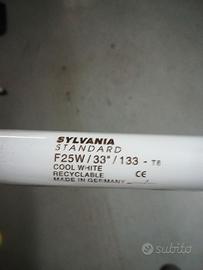 SYLVANIA
STANDARD
F25W/33"/133-T8
COOL WHITE
RECYCLABLE CE
MADE IN GERMANY
subito